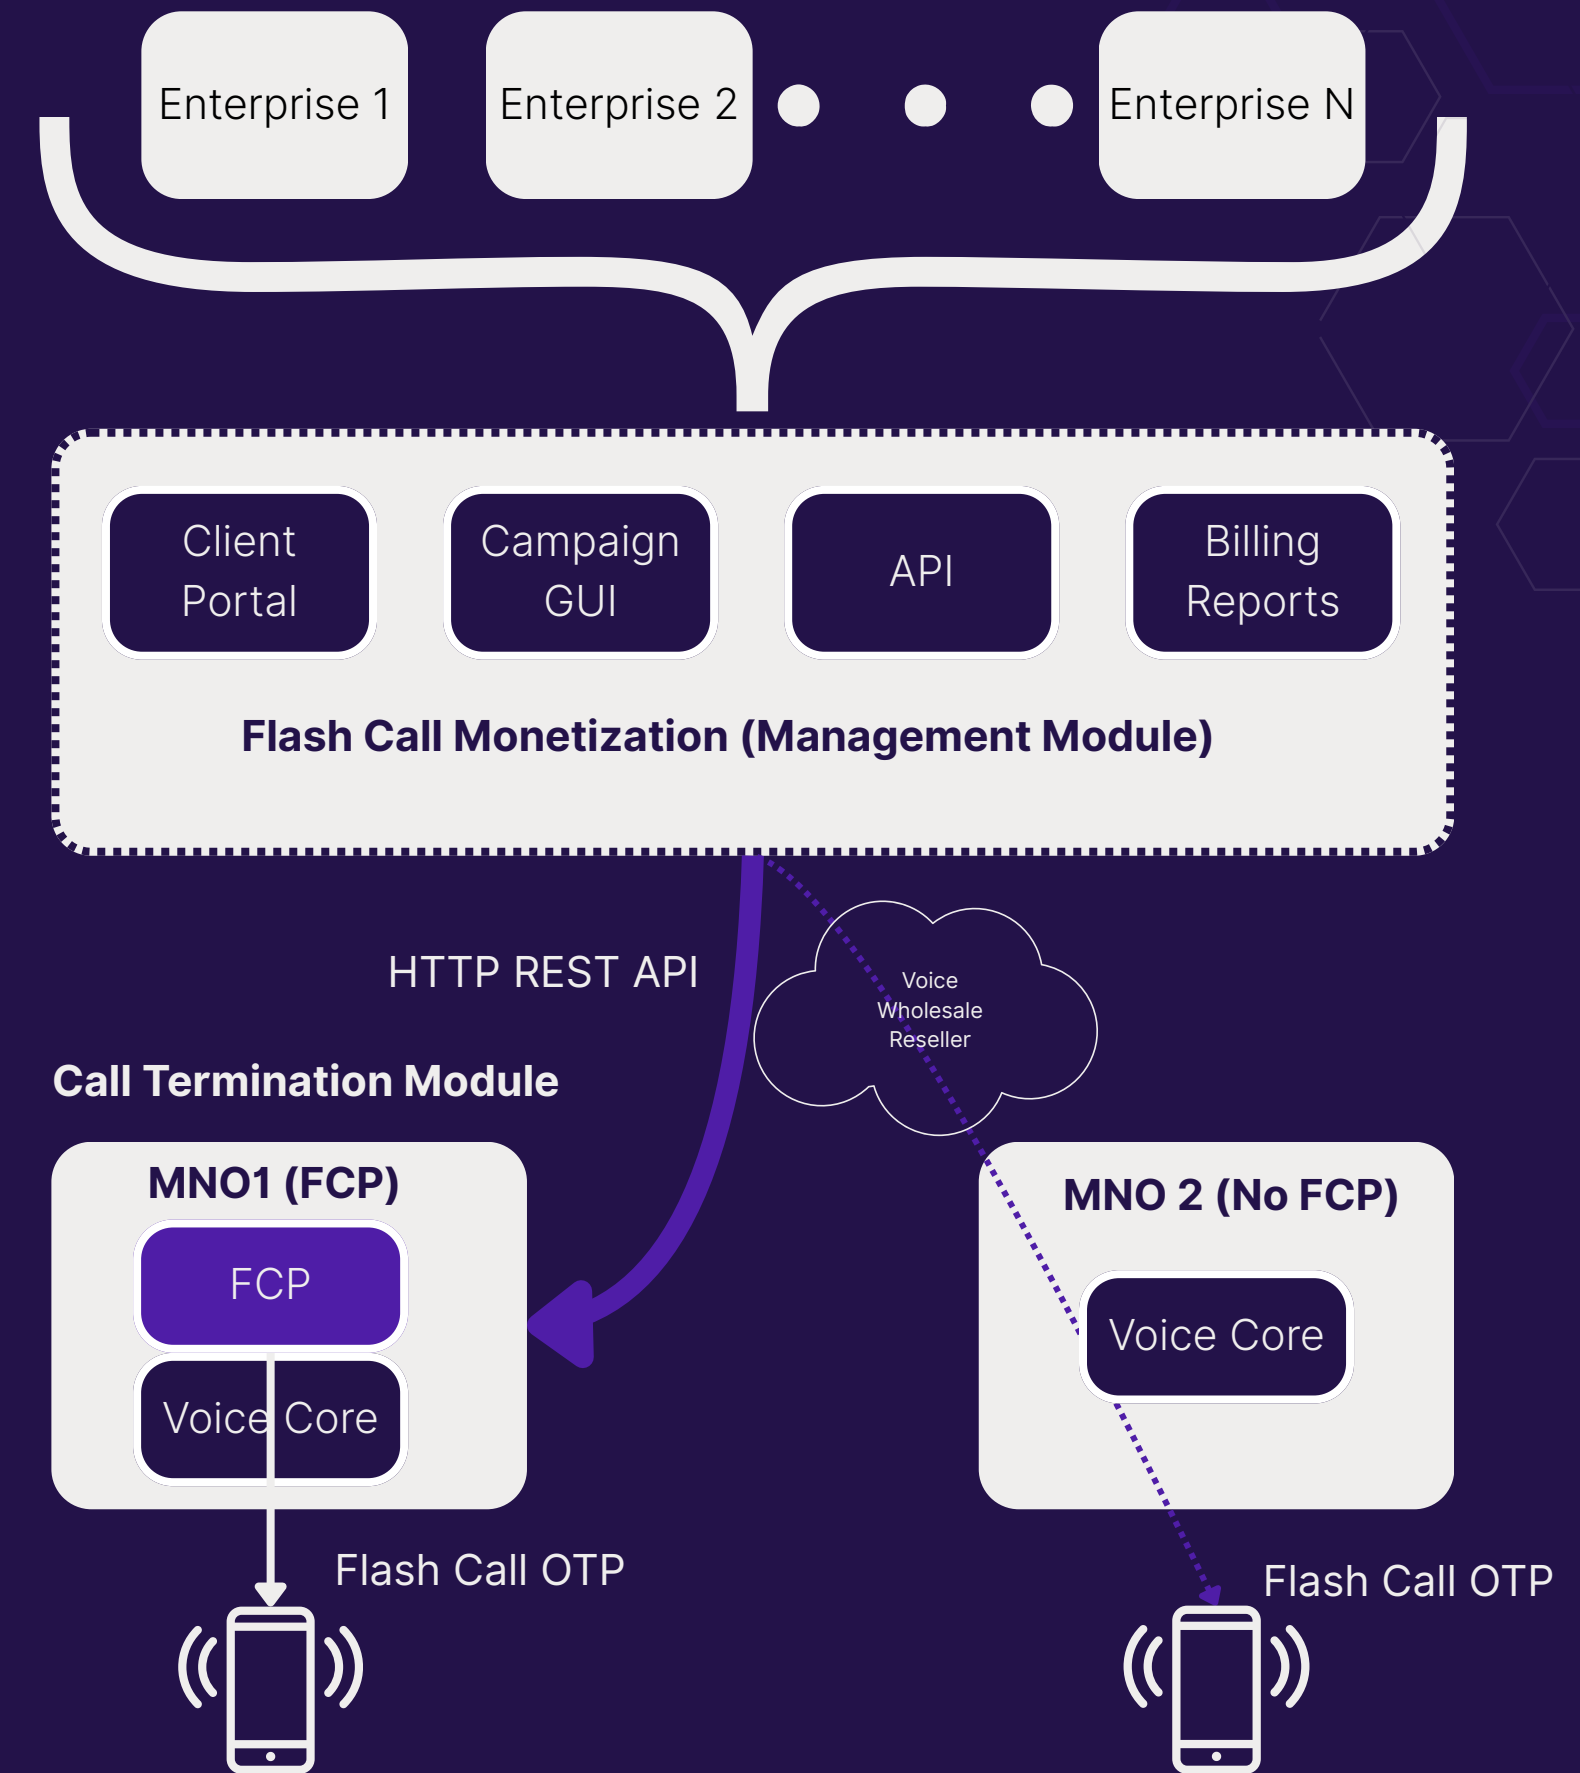 Enterprise 1
Enterprise 2
Enterprise N
Client
Portal
Campaign
GUI
API
Billing
Reports
Flash Call Monetization (Management Module)
HTTP REST API
Voice
Wholesale
Reseller
Call Termination Module
MNO1 (FCP)
FCP
Voice Core
MNO 2 (No FCP)
Voice Core
Flash Call OTP
Flash Call OTP